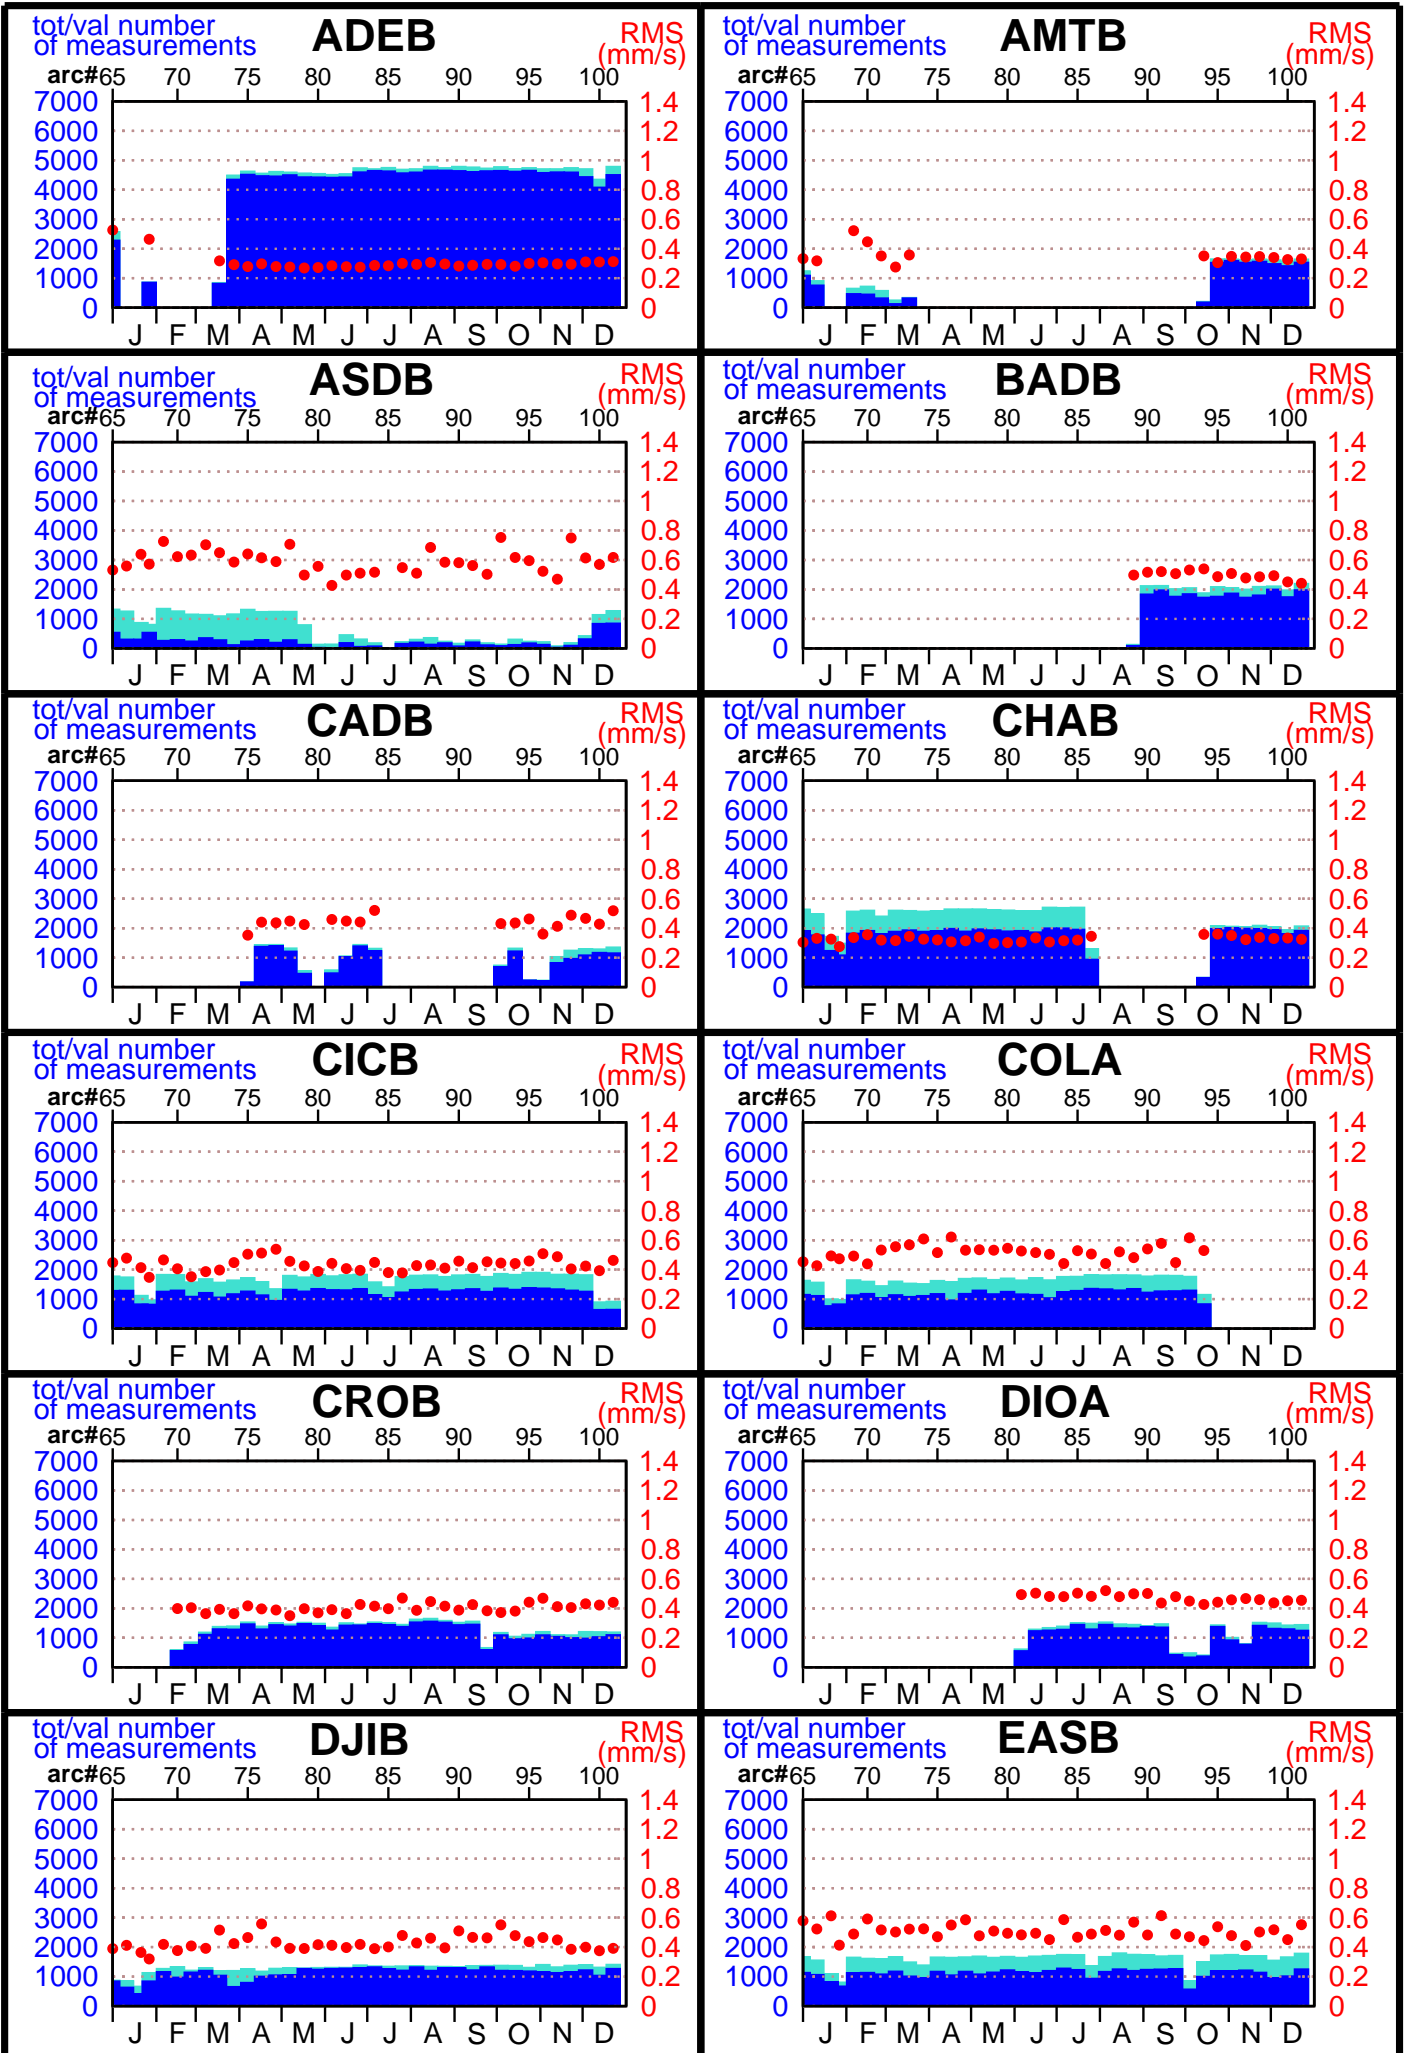 tot/val number ADEB RMS
of measurements (mm/s)
arc#65 70 75 80 85 90 95 100
7000 1.4
6000 1.2
5000 1
4000 0.8
3000 0.6
2000 0.4
1000 0.2
0 0
J F M A M J J A S O N D
tot/val number AMTB RMS
of measurements (mm/s)
arc#65 70 75 80 85 90 95 100
7000 1.4
6000 1.2
5000 1
4000 0.8
3000 0.6
2000 0.4
1000 0.2
0 0
J F M A M J J A S O N D
tot/val number ASDB RMS
of measurements (mm/s)
arc#65 70 75 80 85 90 95 100
7000 1.4
6000 1.2
5000 1
4000 0.8
3000 0.6
2000 0.4
1000 0.2
0 0
J F M A M J J A S O N D
tot/val number BADB RMS
of measurements (mm/s)
arc#65 70 75 80 85 90 95 100
7000 1.4
6000 1.2
5000 1
4000 0.8
3000 0.6
2000 0.4
1000 0.2
0 0
J F M A M J J A S O N D
tot/val number CADB RMS
of measurements (mm/s)
arc#65 70 75 80 85 90 95 100
7000 1.4
6000 1.2
5000 1
4000 0.8
3000 0.6
2000 0.4
1000 0.2
0 0
J F M A M J J A S O N D
tot/val number CHAB RMS
of measurements (mm/s)
arc#65 70 75 80 85 90 95 100
7000 1.4
6000 1.2
5000 1
4000 0.8
3000 0.6
2000 0.4
1000 0.2
0 0
J F M A M J J A S O N D
tot/val number CICB RMS
of measurements (mm/s)
arc#65 70 75 80 85 90 95 100
7000 1.4
6000 1.2
5000 1
4000 0.8
3000 0.6
2000 0.4
1000 0.2
0 0
J F M A M J J A S O N D
tot/val number COLA RMS
of measurements (mm/s)
arc#65 70 75 80 85 90 95 100
7000 1.4
6000 1.2
5000 1
4000 0.8
3000 0.6
2000 0.4
1000 0.2
0 0
J F M A M J J A S O N D
tot/val number CROB RMS
of measurements (mm/s)
arc#65 70 75 80 85 90 95 100
7000 1.4
6000 1.2
5000 1
4000 0.8
3000 0.6
2000 0.4
1000 0.2
0 0
J F M A M J J A S O N D
tot/val number DIOA RMS
of measurements (mm/s)
arc#65 70 75 80 85 90 95 100
7000 1.4
6000 1.2
5000 1
4000 0.8
3000 0.6
2000 0.4
1000 0.2
0 0
J F M A M J J A S O N D
tot/val number DJIB RMS
of measurements (mm/s)
arc#65 70 75 80 85 90 95 100
7000 1.4
6000 1.2
5000 1
4000 0.8
3000 0.6
2000 0.4
1000 0.2
0 0
J F M A M J J A S O N D
tot/val number EASB RMS
of measurements (mm/s)
arc#65 70 75 80 85 90 95 100
7000 1.4
6000 1.2
5000 1
4000 0.8
3000 0.6
2000 0.4
1000 0.2
0 0
J F M A M J J A S O N D